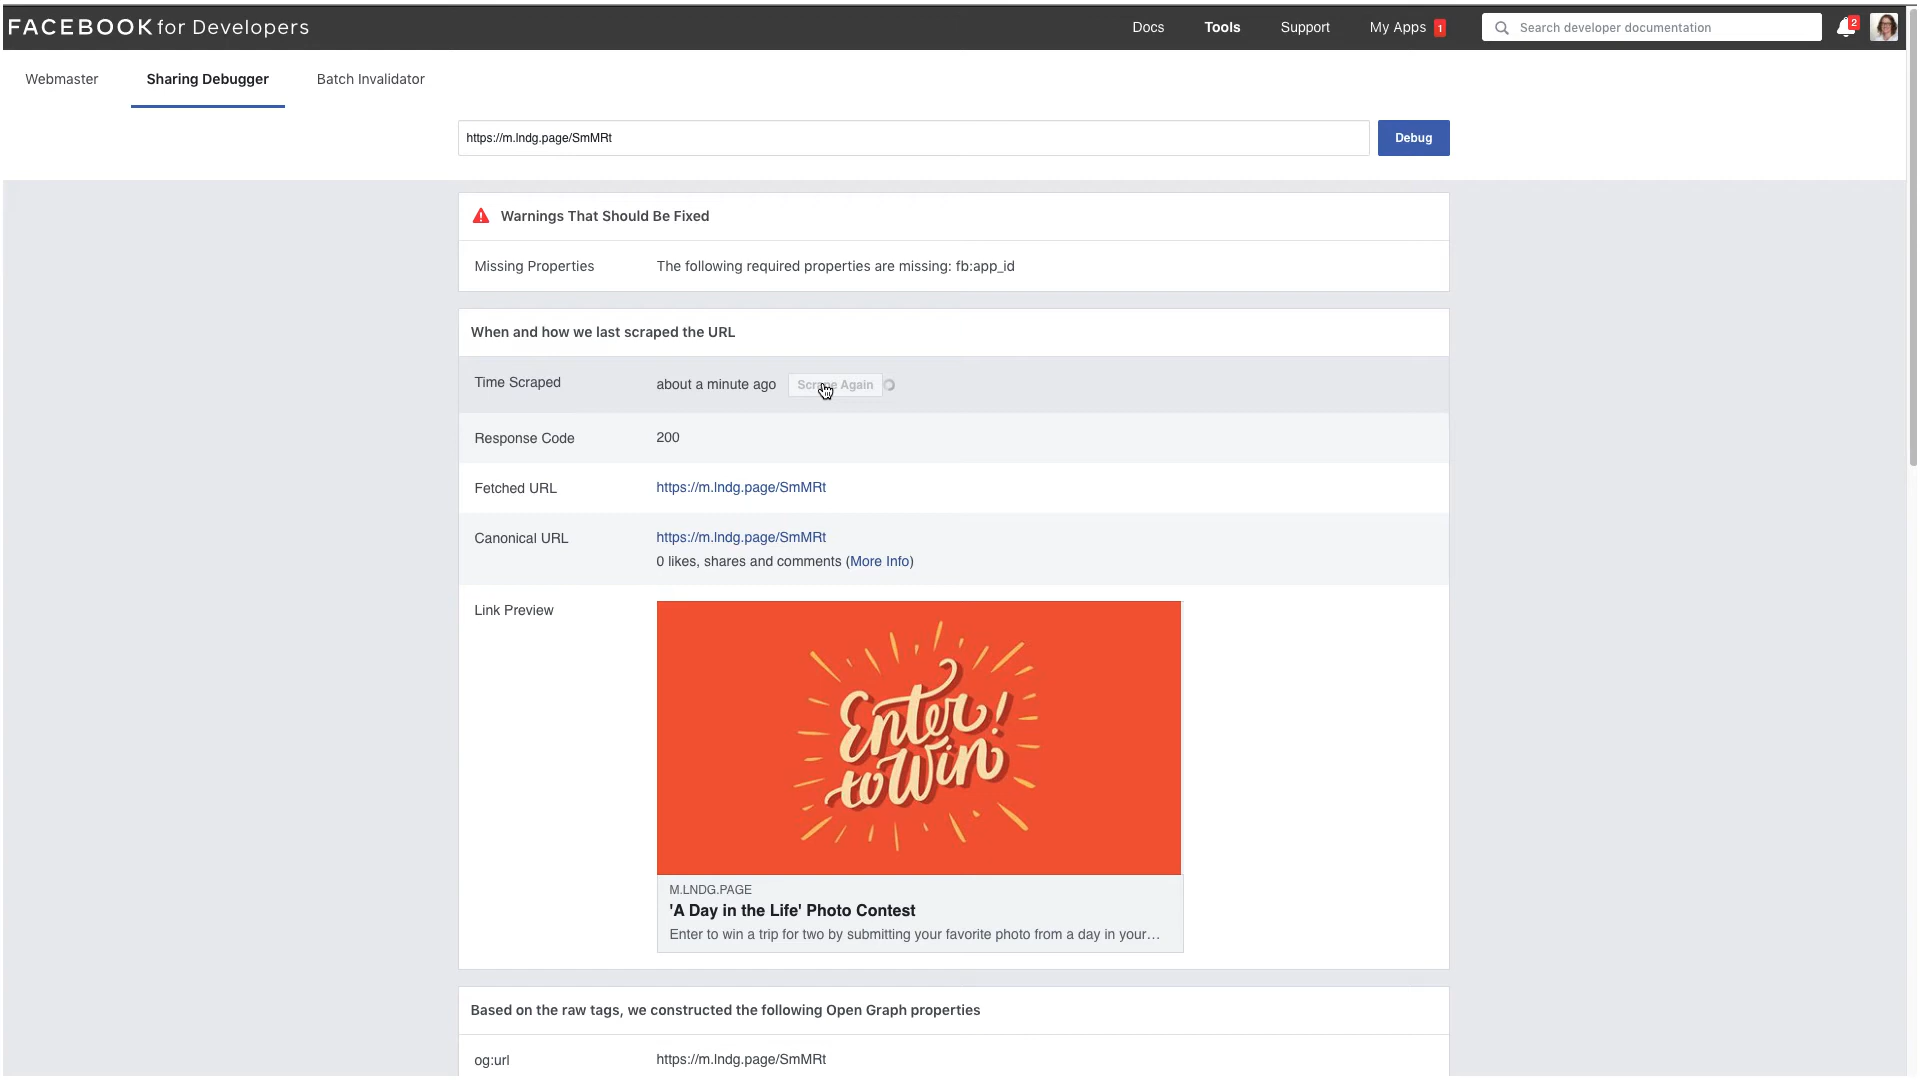 FACEBOOK for Developers
Docs
Tools
Support
My Apps 1
Search developer documentation
2
Webmaster
Sharing Debugger
Batch Invalidator
https://m.lndg.page/SmMRt
Debug
Warnings That Should Be Fixed
Missing Properties
The following required properties are missing: fb:app_id
When and how we last scraped the URL
Time Scraped
about a minute ago
Scrape Again
Response Code
200
Fetched URL
https://m.lndg.page/SmMRt
Canonical URL
https://m.lndg.page/SmMRt
0 likes, shares and comments (More Info)
Link Preview
Enter!
to Win
M.LNDG.PAGE
'A Day in the Life' Photo Contest
Enter to win a trip for two by submitting your favorite photo from a day in your…
Based on the raw tags, we constructed the following Open Graph properties
og:url
https://m.lndg.page/SmMRt